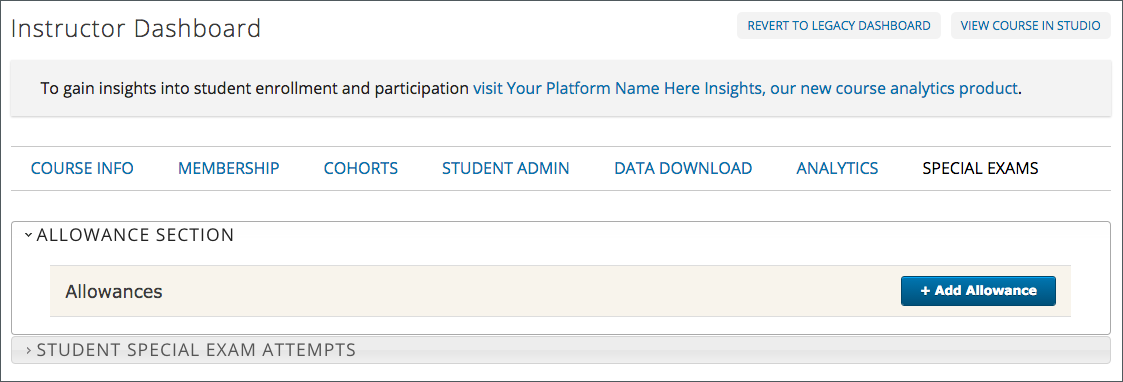 Instructor Dashboard
REVERT TO LEGACY DASHBOARD
VIEW COURSE IN STUDIO
To gain insights into student enrollment and participation visit Your Platform Name Here Insights, our new course analytics product.
COURSE INFO MEMBERSHIP COHORTS STUDENT ADMIN DATA DOWNLOAD ANALYTICS SPECIAL EXAMS
ALLOWANCE SECTION
Allowances
+ Add Allowance
STUDENT SPECIAL EXAM ATTEMPTS